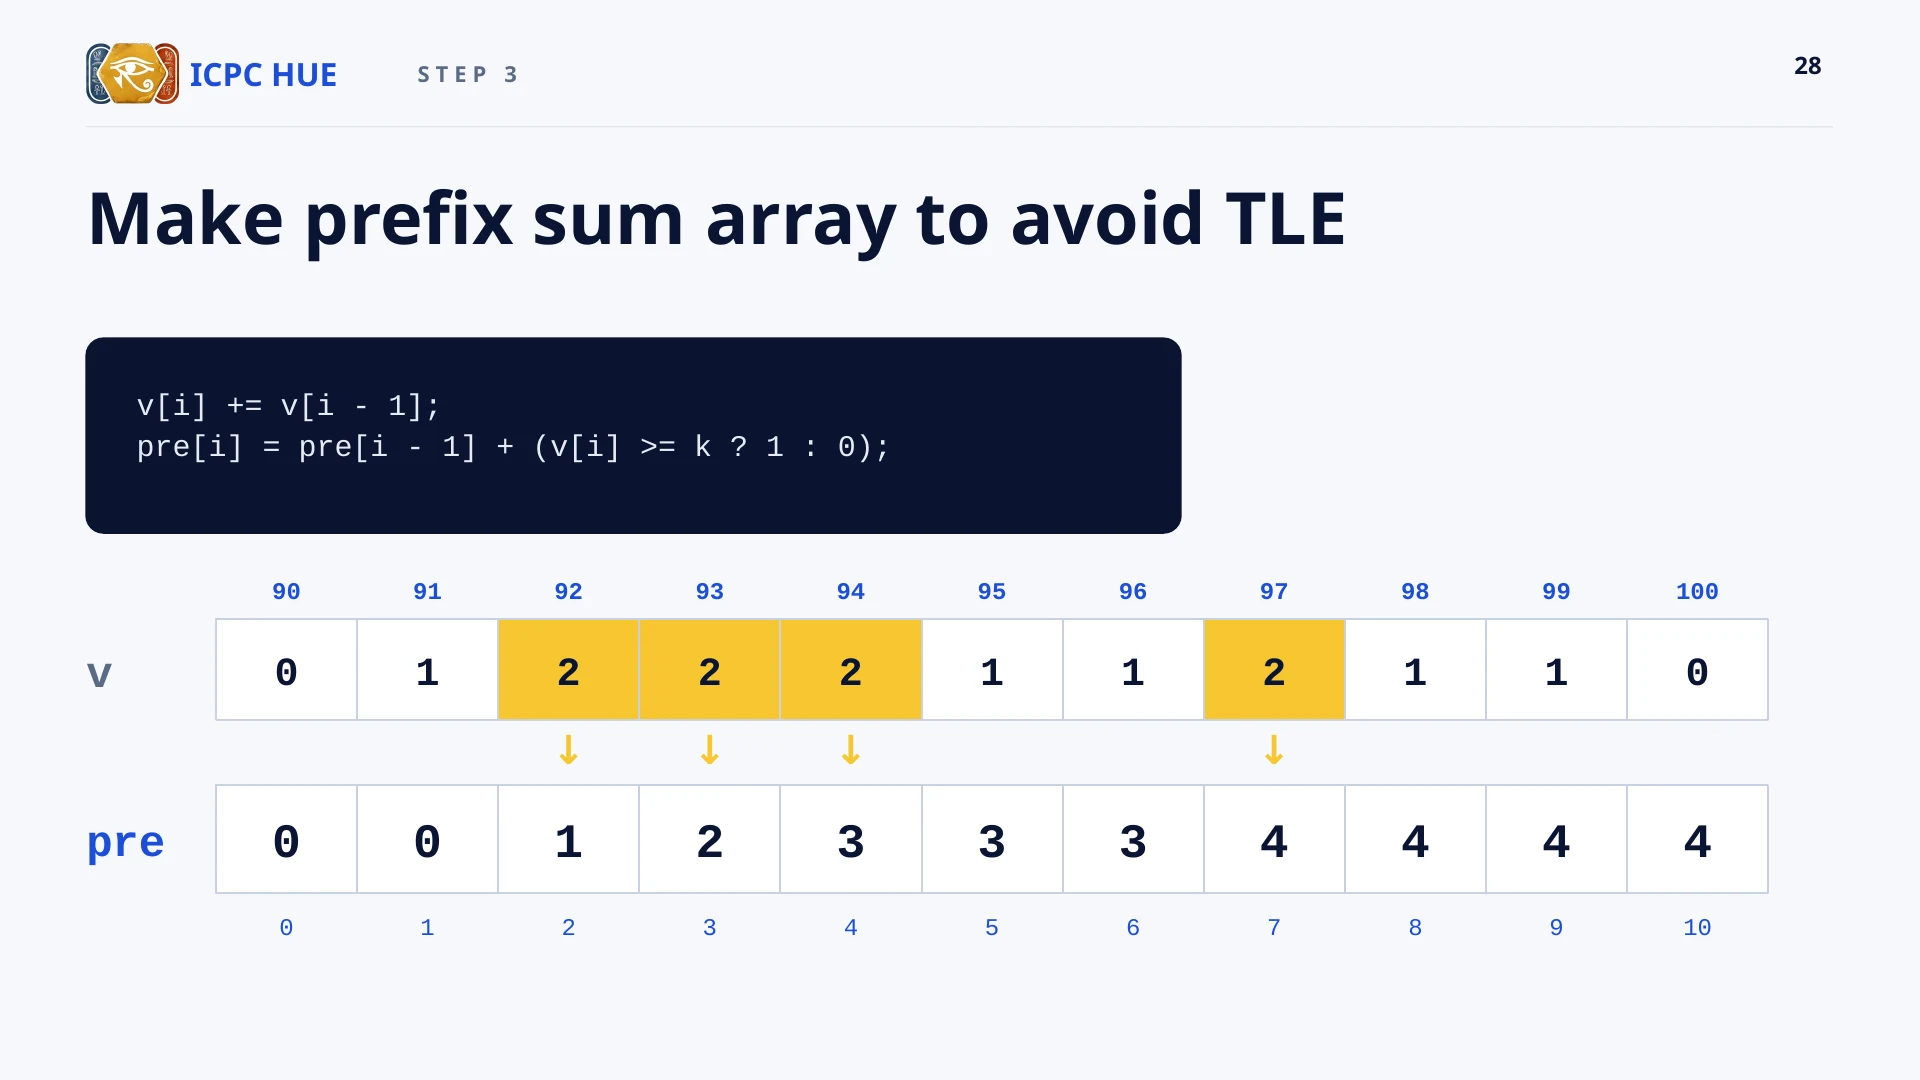 ICPC HUE
STEP 3
28
Make prefix sum array to avoid TLE
v[i] += v[i - 1];
pre[i] = pre[i - 1] + (v[i] >= k ? 1 : 0);
90 91 92 93 94 95 96 97 98 99 100
v 0 1 2 2 2 1 1 2 1 1 0
↓ ↓ ↓ ↓
pre 0 0 1 2 3 3 3 4 4 4 4
0 1 2 3 4 5 6 7 8 9 10